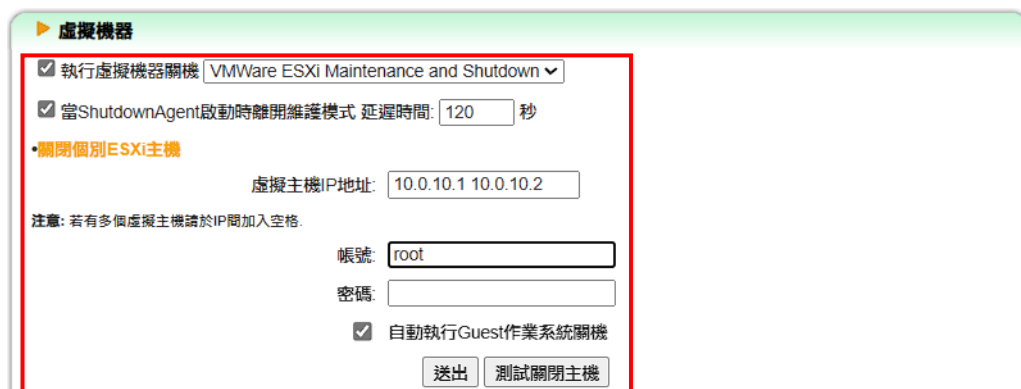 虛擬機器
執行虛擬機器關機 VMWare ESXi Maintenance and Shutdown
當ShutdownAgent啟動時離開維護模式 延遲時間: 120 秒
•關閉個別ESXi主機
虛擬主機IP地址: 10.0.10.1 10.0.10.2
注意: 若有多個虛擬主機請於IP間加入空格.
帳號: root
密碼:
自動執行Guest作業系統關機
送出 測試關閉主機